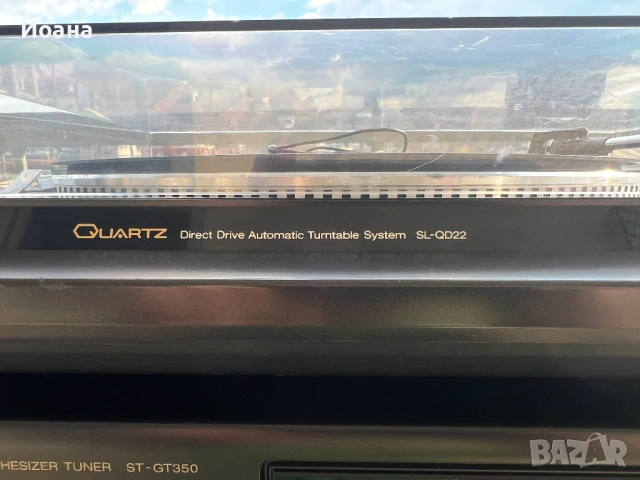 Иоана
QUARTZ Direct Drive Automatic Turntable System SL-QD22
HESIZER TUNER ST-GT350
BAZAR